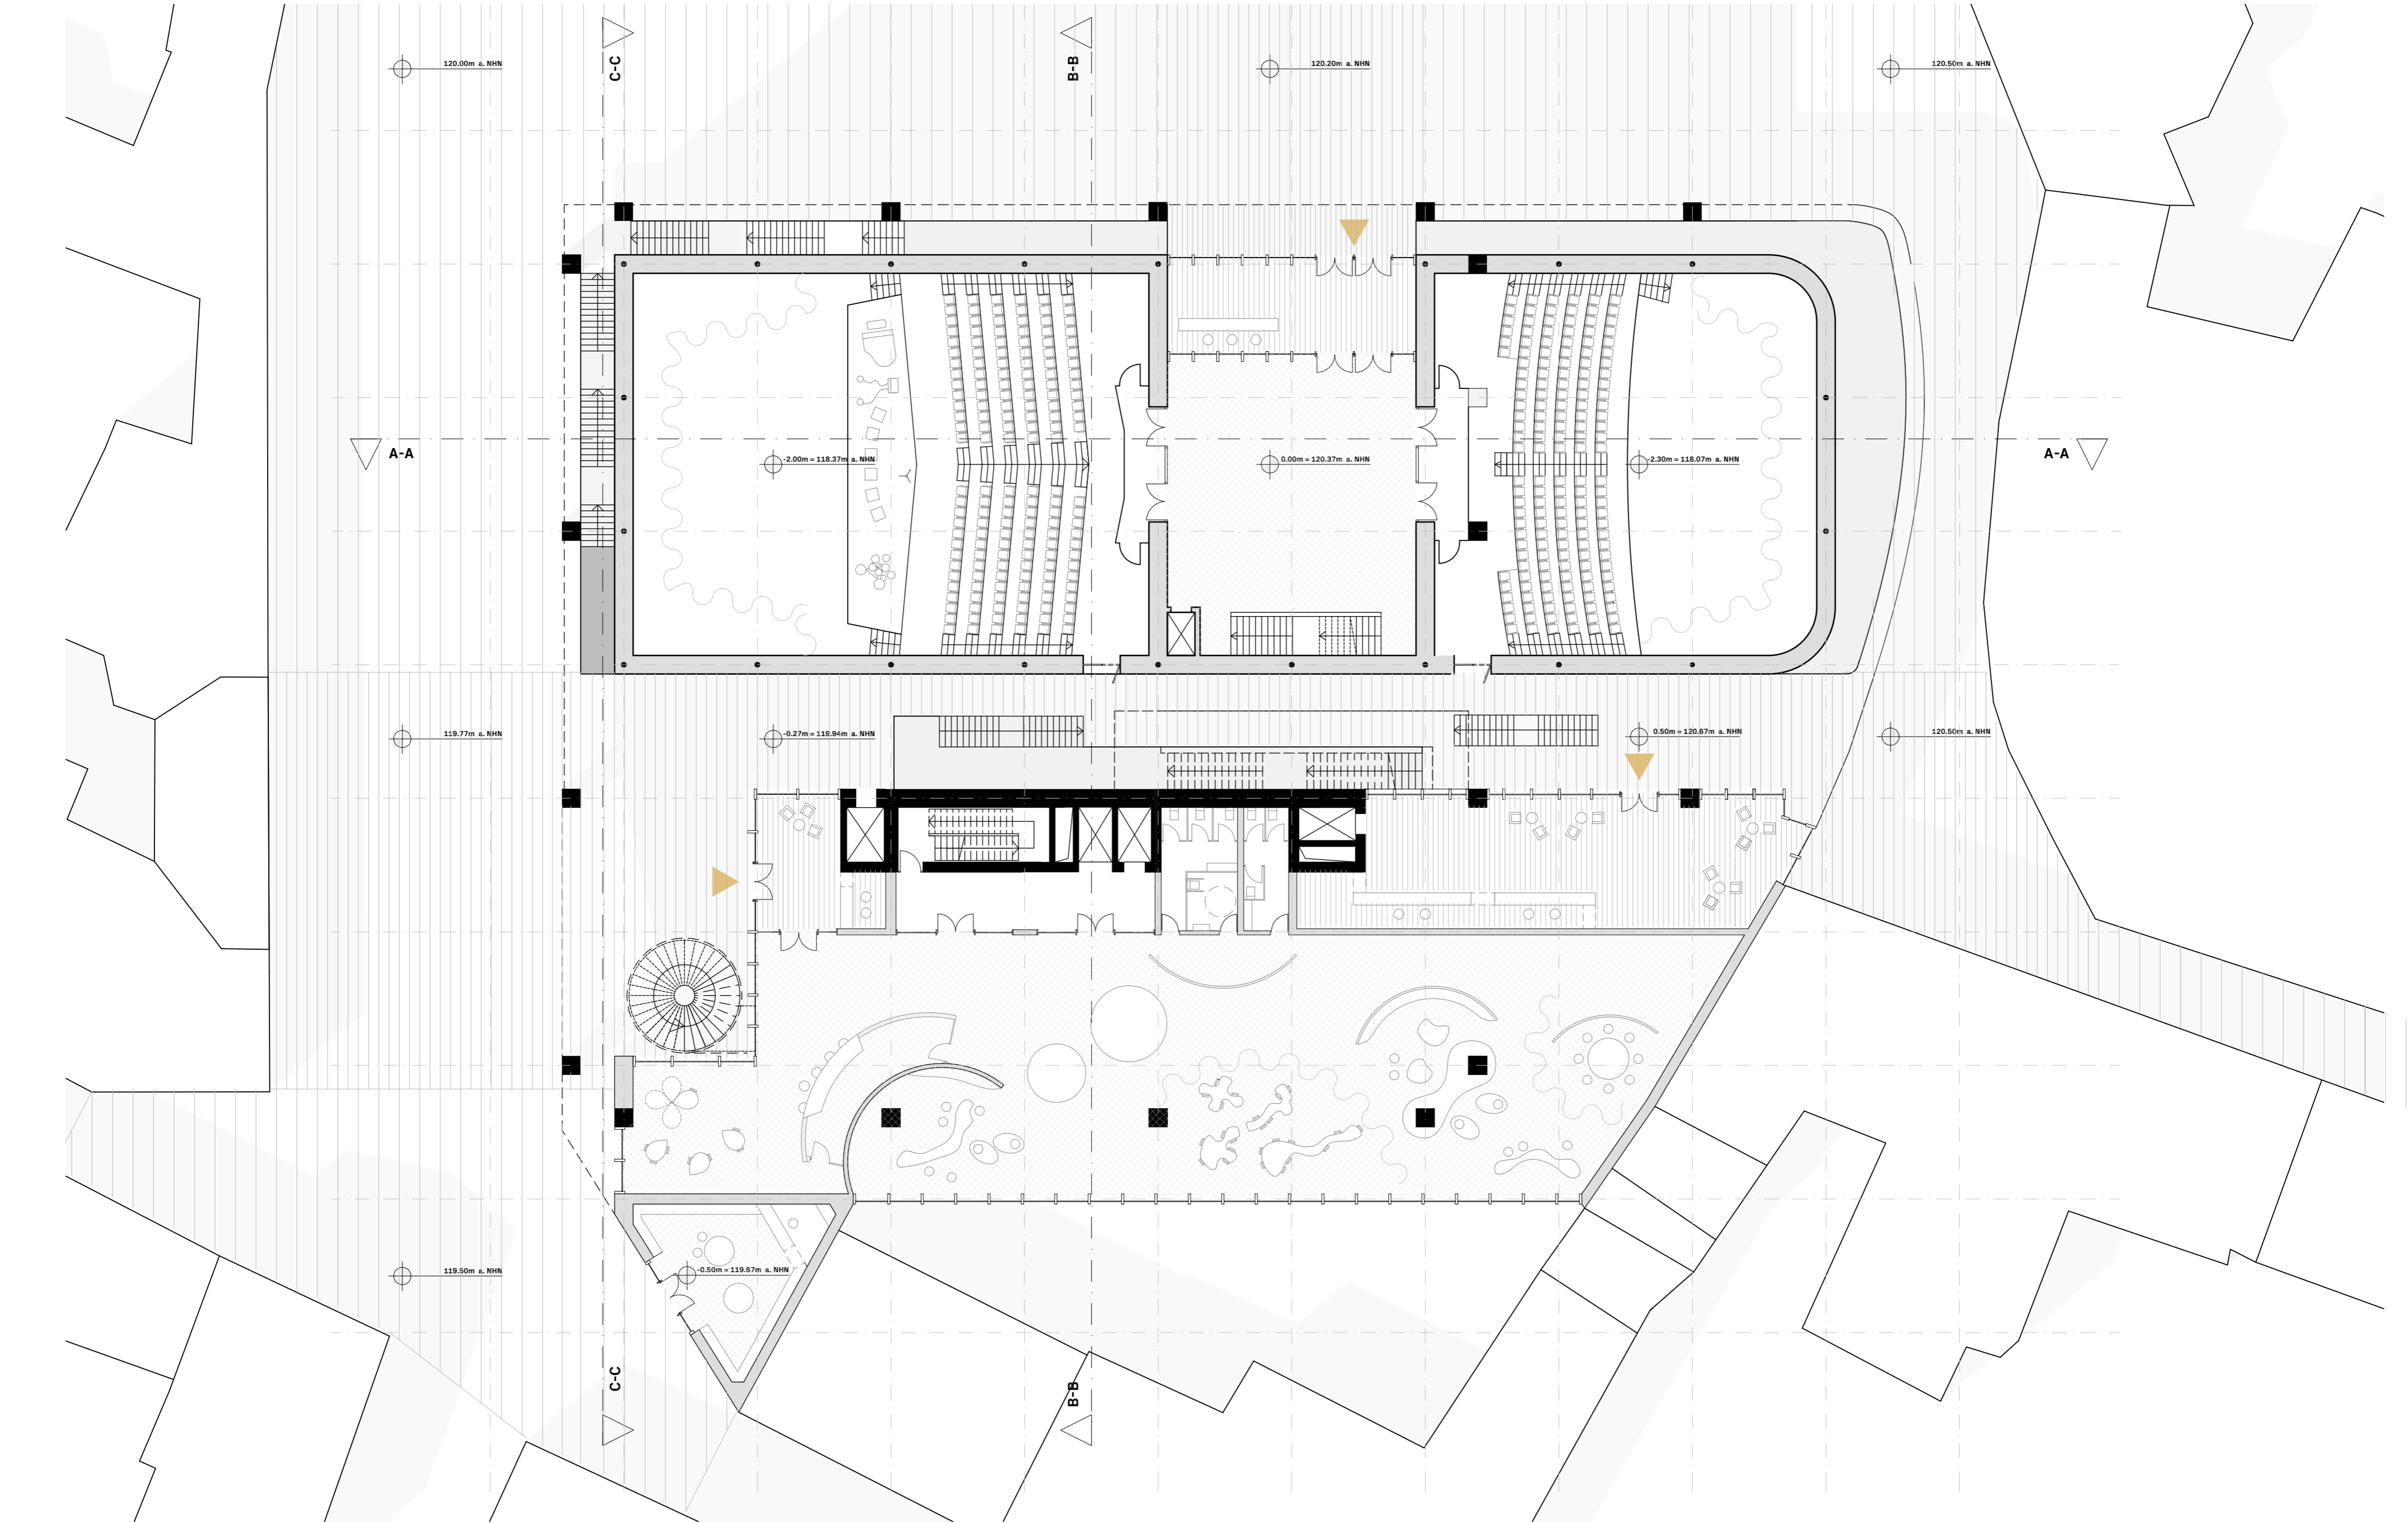 C-C
B-B
120.00m a. NHN
120.20m a. NHN
120.50m a. NHN
A-A
A-A
-2.00m = 118.37m a. NHN
0.00m = 120.37m a. NHN
-2.30m = 118.07m a. NHN
119.77m a. NHN
-0.27m = 119.94m a. NHN
0.50m = 120.67m a. NHN
120.50m a. NHN
119.50m a. NHN
-0.50m = 119.67m a. NHN
C-C
B-B